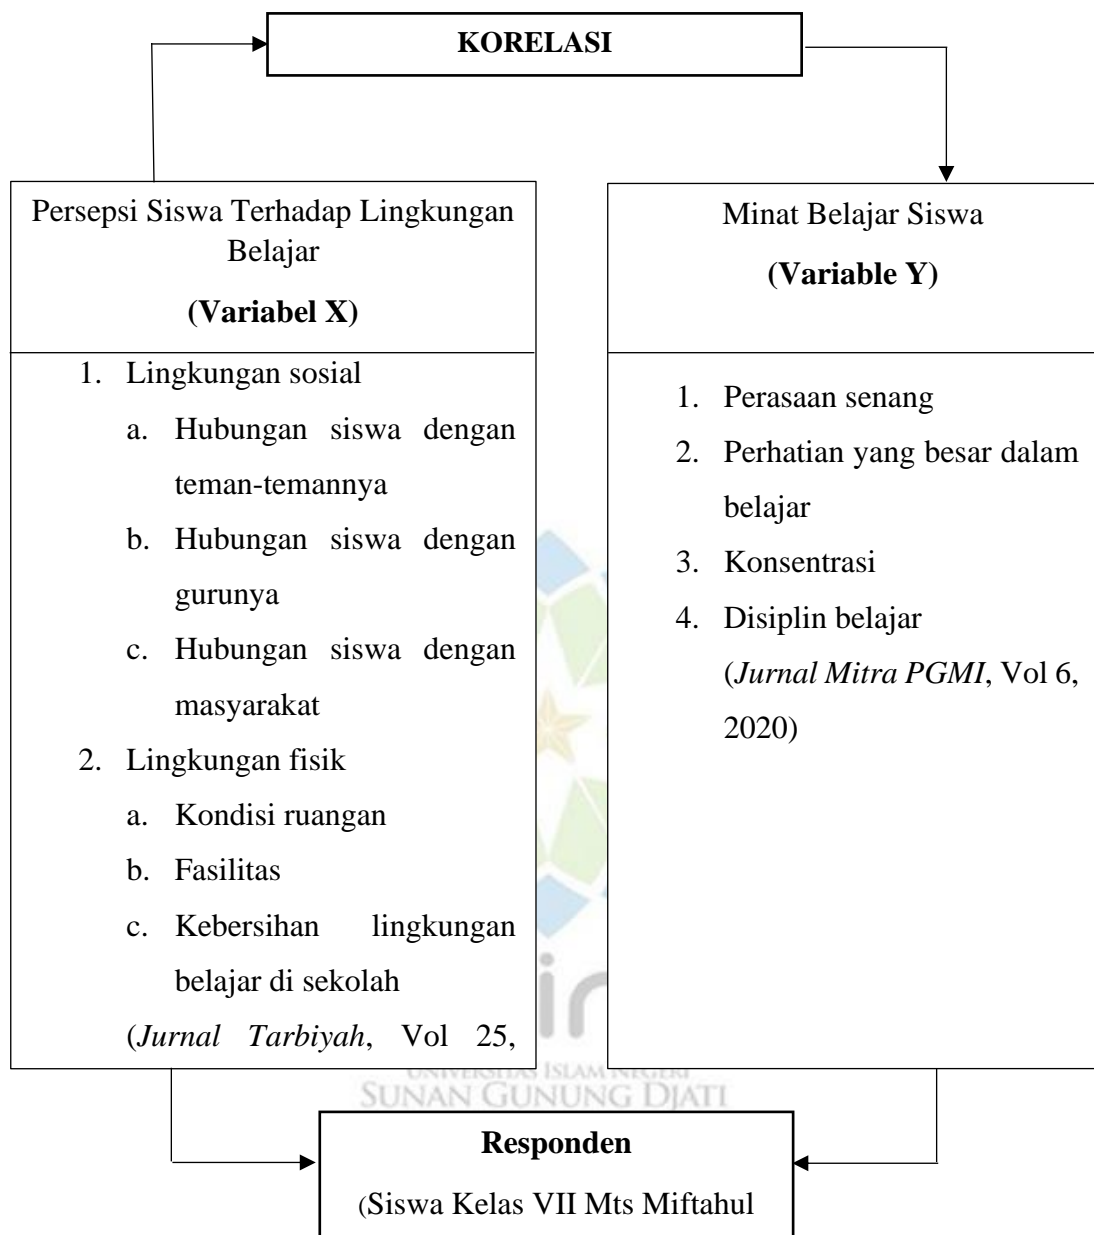 KORELASI
Persepsi Siswa Terhadap Lingkungan
Belajar
(Variabel X)
1. Lingkungan sosial
a. Hubungan siswa dengan
teman-temannya
b. Hubungan siswa dengan
gurunya
c. Hubungan siswa dengan
masyarakat
2. Lingkungan fisik
a. Kondisi ruangan
b. Fasilitas
c. Kebersihan lingkungan
belajar di sekolah
(Jurnal Tarbiyah, Vol 25,
Minat Belajar Siswa
(Variable Y)
1. Perasaan senang
2. Perhatian yang besar dalam
belajar
3. Konsentrasi
4. Disiplin belajar
(Jurnal Mitra PGMI, Vol 6,
2020)
UNIVERSITAS ISLAM NEGERI
SUNAN GUNUNG DJATI
Responden
(Siswa Kelas VII Mts Miftahul